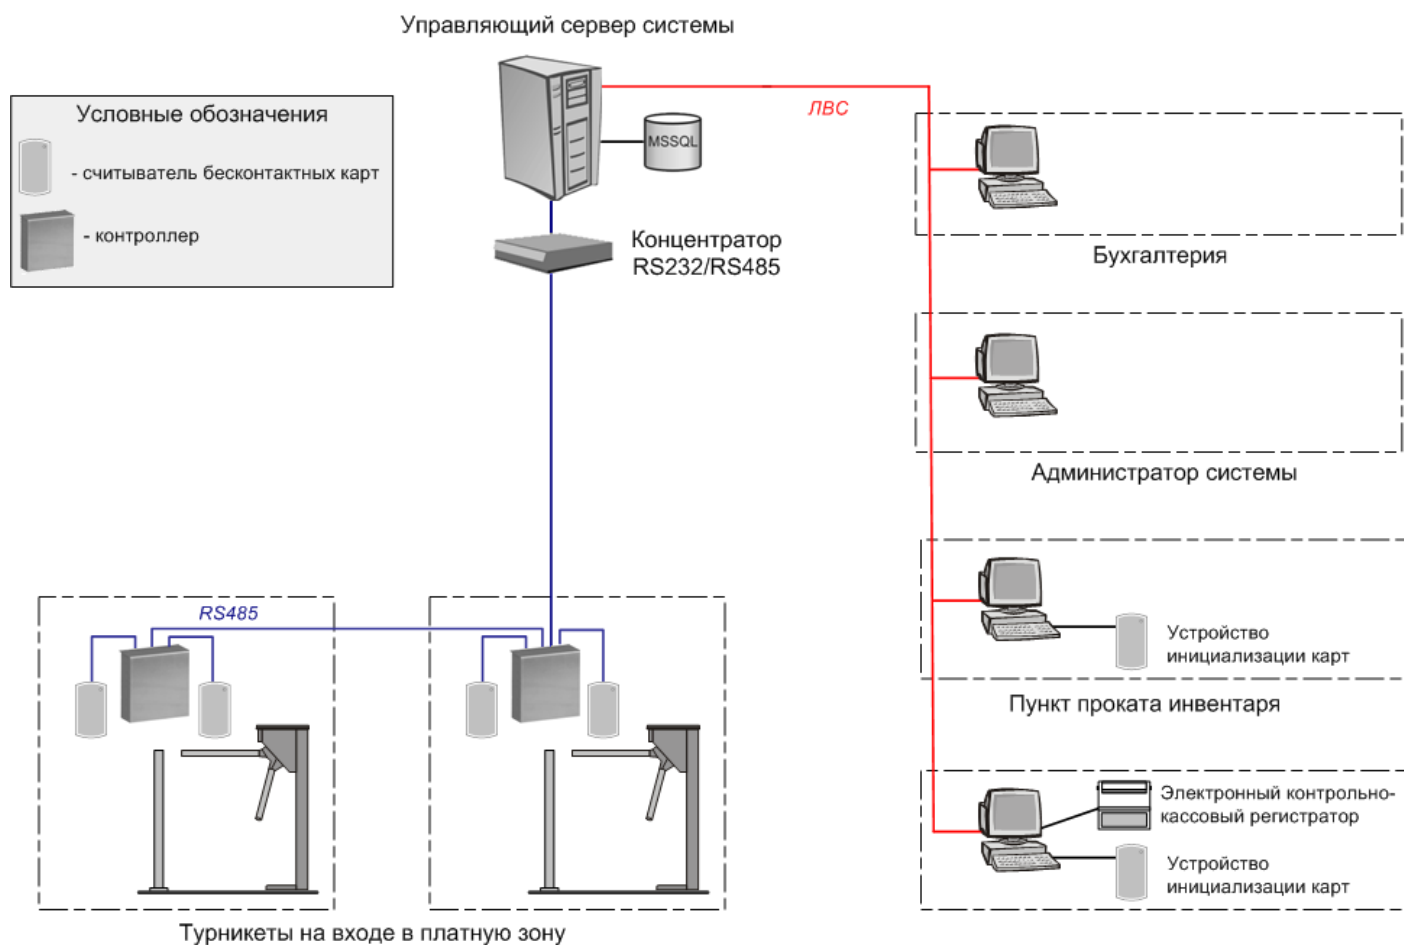 Управляющий сервер системы
Условные обозначения
- считыватель бесконтактных карт
- контроллер
MSSQL
ЛВС
Концентратор
RS232/RS485
Бухгалтерия
Администратор системы
RS485
Устройство
инициализации карт
Пункт проката инвентаря
Электронный контрольно-
кассовый регистратор
Устройство
инициализации карт
Турникеты на входе в платную зону